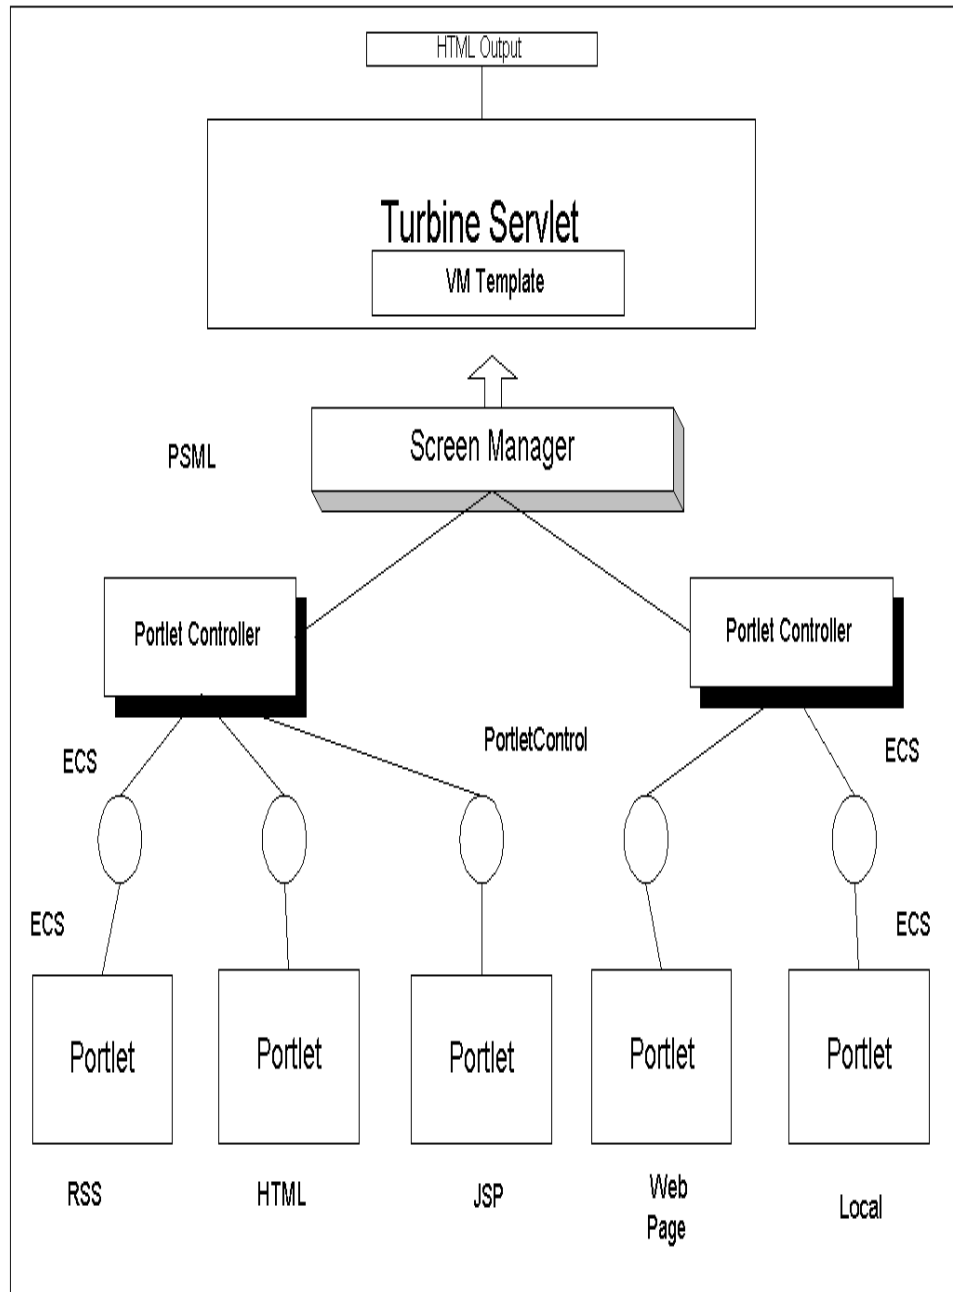 HTML Output
Turbine Servlet
VM Template
Screen Manager
PSML
Portlet Controller
Portlet Controller
PortletControl
ECS
ECS
ECS
ECS
Portlet
Portlet
Portlet
Portlet
Portlet
RSS
HTML
JSP
Web
Page
Local